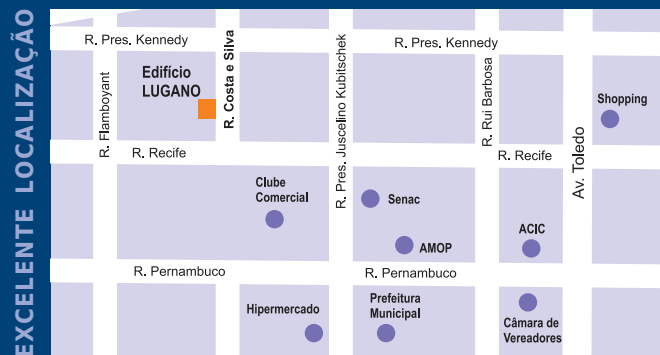 EXCELENTE LOCALIZAÇÃO
R. Pres. Kennedy
R. Pres. Kennedy
Edifício
LUGANO
R. Flamboyant
R. Costa e Silva
R. Pres. Juscelino Kubitschek
R. Rui Barbosa
Av. Toledo
Shopping
R. Recife
R. Recife
Clube
Comercial
Senac
AMOP
ACIC
R. Pernambuco
R. Pernambuco
Hipermercado
Prefeitura
Municipal
Câmara de
Vereadores